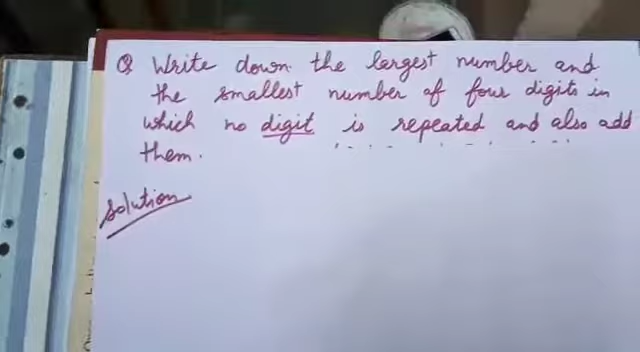 Q Write down the largest number and
the smallest number of four digits in
which no digit is repeated and also add
them.
Solution